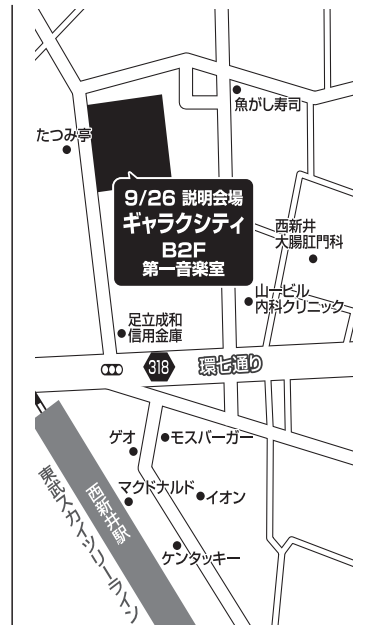 魚がし寿司
たつみ亭
9/26 説明会場
ギャラクシティ
B2F
第一音楽室
西新井
大腸肛門科
山一ビル
内科クリニック
足立成和
信用金庫
318
環七通り
ゲオ
モスバーガー
マクドナルド
イオン
西新井駅
東武スカイツリーライン
ケンタッキー